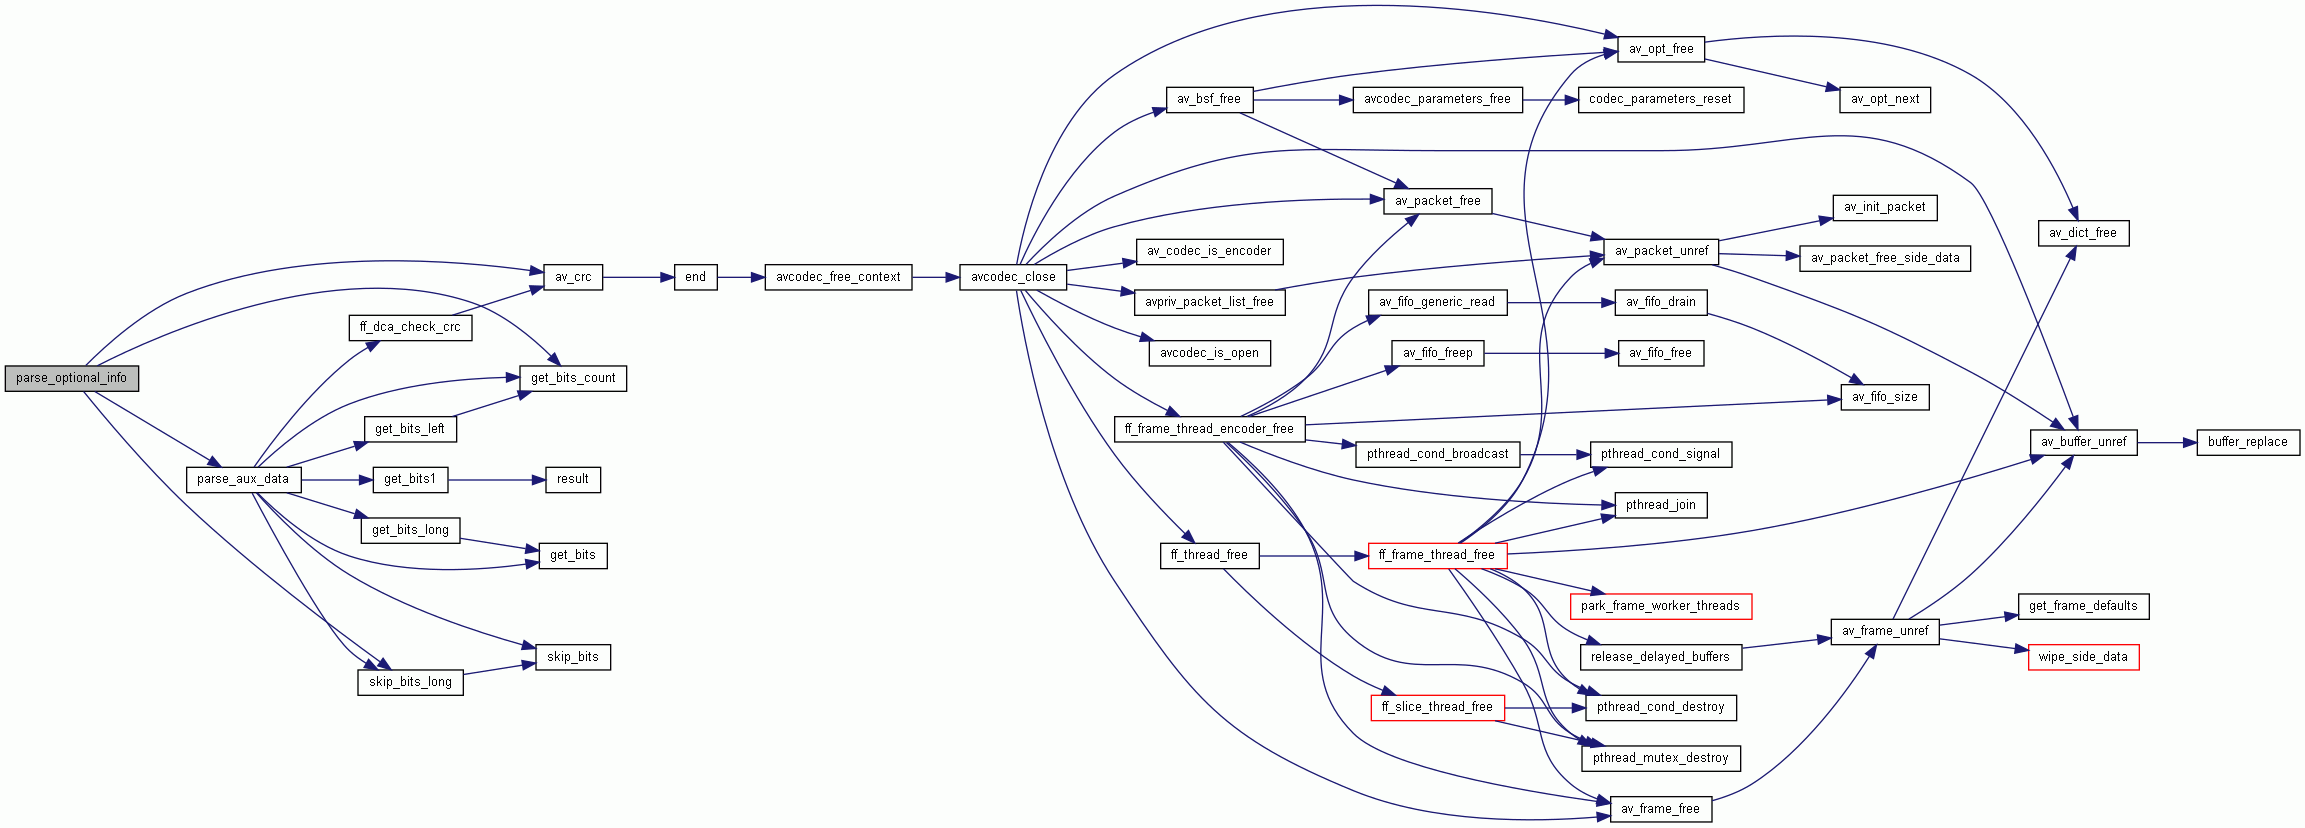 parse_optional_info
parse_aux_data
ff_dca_check_crc
get_bits_left
get_bits1
get_bits_long
skip_bits_long
av_crc
get_bits_count
result
get_bits
skip_bits
end
avcodec_free_context
avcodec_close
av_bsf_free
av_codec_is_encoder
avpriv_packet_list_free
avcodec_is_open
ff_frame_thread_encoder_free
ff_thread_free
avcodec_parameters_free
av_packet_free
av_fifo_generic_read
av_fifo_freep
pthread_cond_broadcast
ff_frame_thread_free
ff_slice_thread_free
av_opt_free
codec_parameters_reset
av_packet_unref
av_fifo_drain
av_fifo_free
pthread_cond_signal
pthread_join
park_frame_worker_threads
release_delayed_buffers
pthread_cond_destroy
pthread_mutex_destroy
av_frame_free
av_opt_next
av_init_packet
av_packet_free_side_data
av_fifo_size
av_frame_unref
av_dict_free
av_buffer_unref
get_frame_defaults
wipe_side_data
buffer_replace